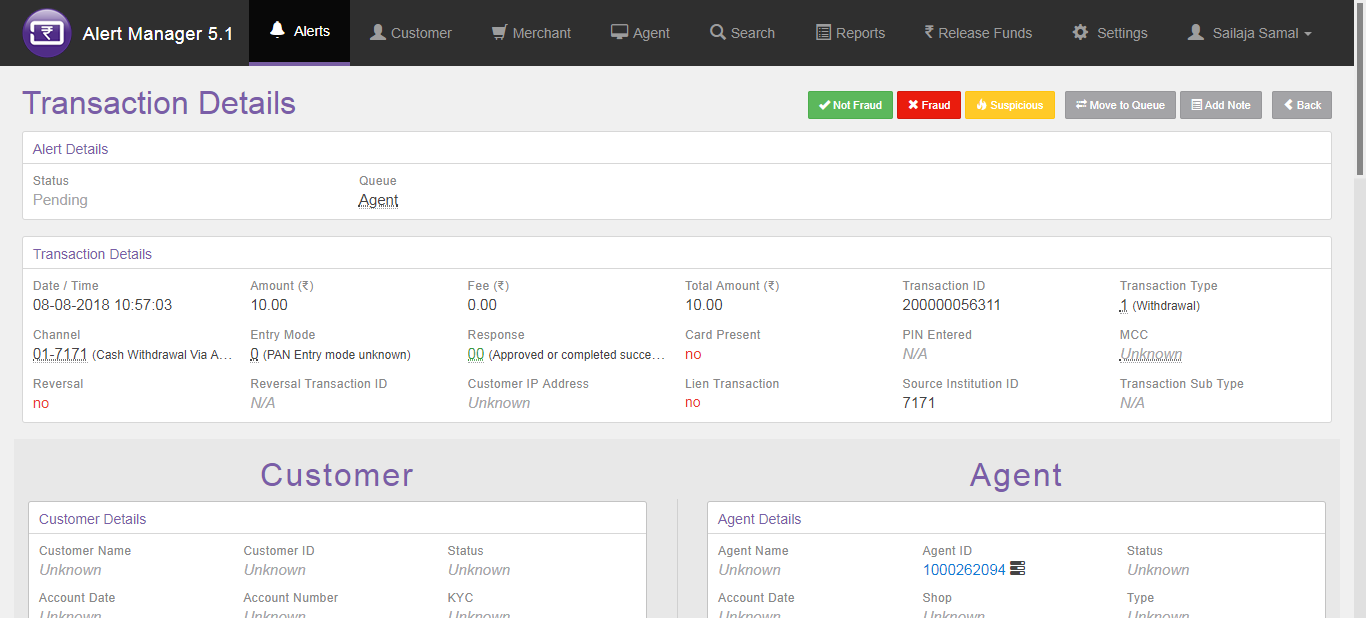 Alert Manager 5.1 Alerts Customer Merchant Agent Search Reports ₹ Release Funds Settings Sailaja Samal
Transaction Details Not Fraud Fraud Suspicious Move to Queue Add Note Back
Alert Details
Status Queue
Pending Agent
Transaction Details
Date / Time Amount (₹) Fee (₹) Total Amount (₹) Transaction ID Transaction Type
08-08-2018 10:57:03 10.00 0.00 10.00 200000056311 1 (Withdrawal)
Channel Entry Mode Response Card Present PIN Entered MCC
01-7171 (Cash Withdrawal Via A… 0 (PAN Entry mode unknown) 00 (Approved or completed succe… no N/A Unknown
Reversal Reversal Transaction ID Customer IP Address Lien Transaction Source Institution ID Transaction Sub Type
no N/A Unknown no 7171 N/A
Customer Agent
Customer Details Agent Details
Customer Name Customer ID Status Agent Name Agent ID Status
Unknown Unknown Unknown Unknown 1000262094 Unknown
Account Date Account Number KYC Account Date Shop Type
Unknown Unknown Unknown Unknown Unknown Unknown